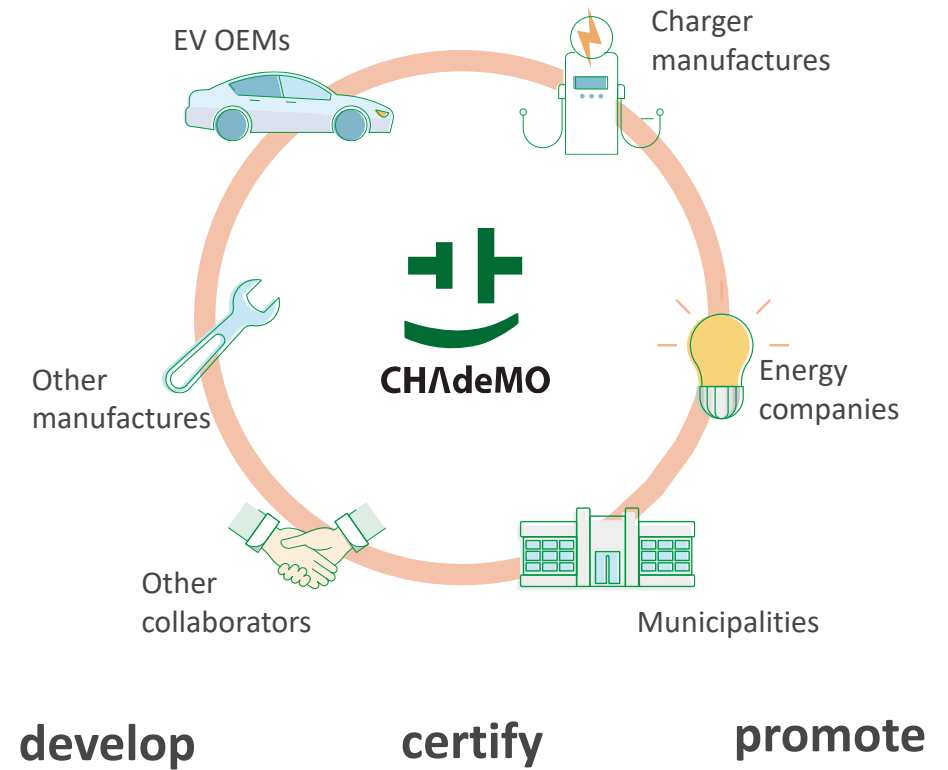 EV OEMs
Charger
manufactures
CHΛdeMO
Other
manufactures
Energy
companies
Other
collaborators
Municipalities
develop
certify
promote